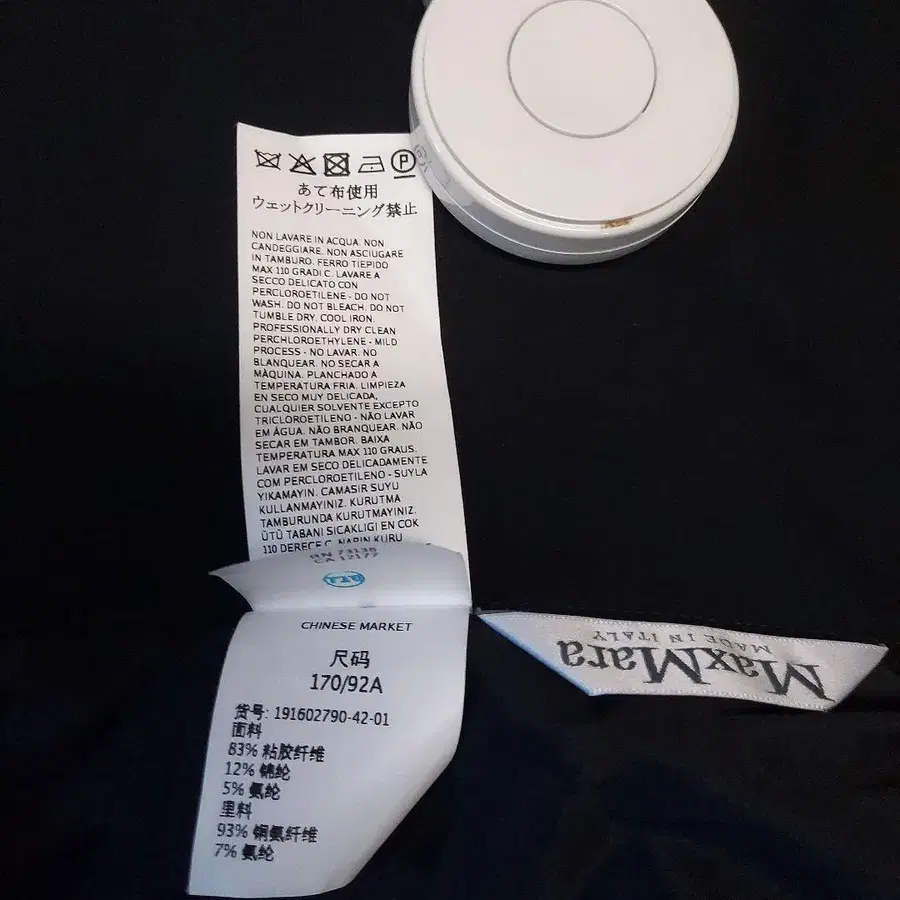 P
あて布使用
ウェットクリーニング禁止
NON LAVARE IN ACQUA. NON
CANDEGGIARE. NON ASCIUGARE
IN TAMBURO. FERRO TIEPIDO
MAX 110 GRADI C. LAVARE A
SECCO DELICATO CON
PERCLOROETILENE - DO NOT
WASH. DO NOT BLEACH. DO NOT
TUMBLE DRY. COOL IRON.
PROFESSIONALLY DRY CLEAN
PERCHLOROETHYLENE - MILD
PROCESS - NO LAVAR. NO
BLANQUEAR. NO SECAR A
MÀQUINA. PLANCHADO A
TEMPERATURA FRIA. LIMPIEZA
EN SECO MUY DELICADA,
CUALQUIER SOLVENTE EXCEPTO
TRICLOROETILENO - NÃO LAVAR
EM ÁGUA. NÃO BRANQUEAR. NÃO
SECAR EM TAMBOR. BAIXA
TEMPERATURA MAX 110 GRAUS.
LAVAR EM SECO DELICADAMENTE
COM PERCLOROETILENO - SUYLA
YIKAMAYIN. CAMASIR SUYU
KULLANMAYINIZ. KURUTMA
TAMBURUNDA KURUTMAYINIZ.
ÜTÜ TABANI SICAKLIGI EN COK
110 DERECE C. NAPIN KURU
RN 73136
CA 12177
CHINESE MARKET
尺码
170/92A
货号: 191602790-42-01
面料
83% 粘胶纤维
12% 锦纶
5% 氨纶
里料
93% 铜氨纤维
7% 氨纶
MaxMara
MADE IN ITALY